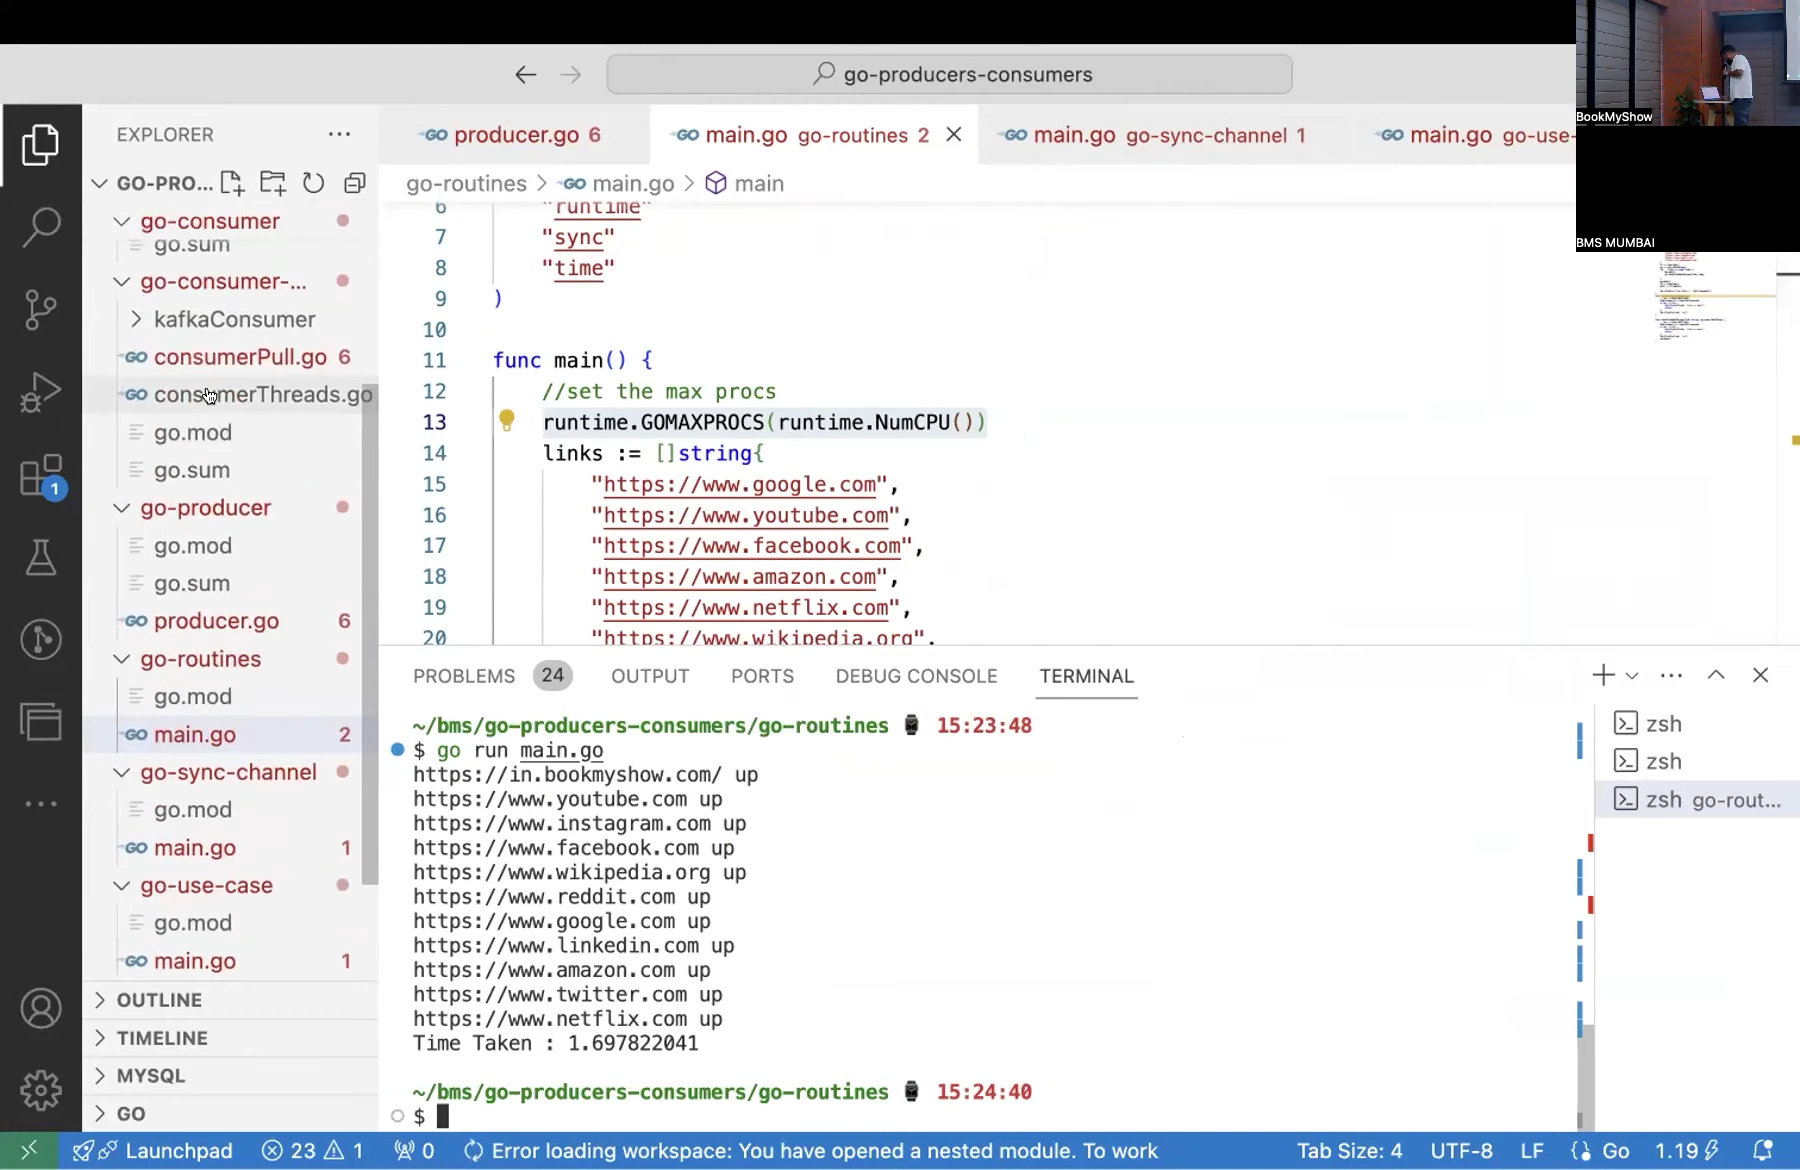 go-producers-consumers
BookMyShow
BMS MUMBAI
EXPLORER
GO-PRO...
go-consumer
go.sum
go-consumer-...
kafkaConsumer
GO consumerPull.go 6
GO consumerThreads.go
go.mod
go.sum
go-producer
go.mod
go.sum
GO producer.go 6
go-routines
go.mod
GO main.go 2
go-sync-channel
go.mod
GO main.go 1
go-use-case
go.mod
GO main.go 1
OUTLINE
TIMELINE
MYSQL
GO
1
GO producer.go 6
GO main.go go-routines 2
GO main.go go-sync-channel 1
GO main.go go-use-
go-routines > GO main.go > main
6 "runtime"
7 "sync"
8 "time"
9 )
10
11 func main() {
12 //set the max procs
13 runtime.GOMAXPROCS(runtime.NumCPU())
14 links := []string{
15 "https://www.google.com",
16 "https://www.youtube.com",
17 "https://www.facebook.com",
18 "https://www.amazon.com",
19 "https://www.netflix.com",
20 "https://www.wikipedia.org",
PROBLEMS 24 OUTPUT PORTS DEBUG CONSOLE TERMINAL
~/bms/go-producers-consumers/go-routines 15:23:48
$ go run main.go
https://in.bookmyshow.com/ up
https://www.youtube.com up
https://www.instagram.com up
https://www.facebook.com up
https://www.wikipedia.org up
https://www.reddit.com up
https://www.google.com up
https://www.linkedin.com up
https://www.amazon.com up
https://www.twitter.com up
https://www.netflix.com up
Time Taken : 1.697822041
~/bms/go-producers-consumers/go-routines 15:24:40
$
zsh
zsh
zsh go-rout...
Launchpad 23 1 0 Error loading workspace: You have opened a nested module. To work Tab Size: 4 UTF-8 LF Go 1.19